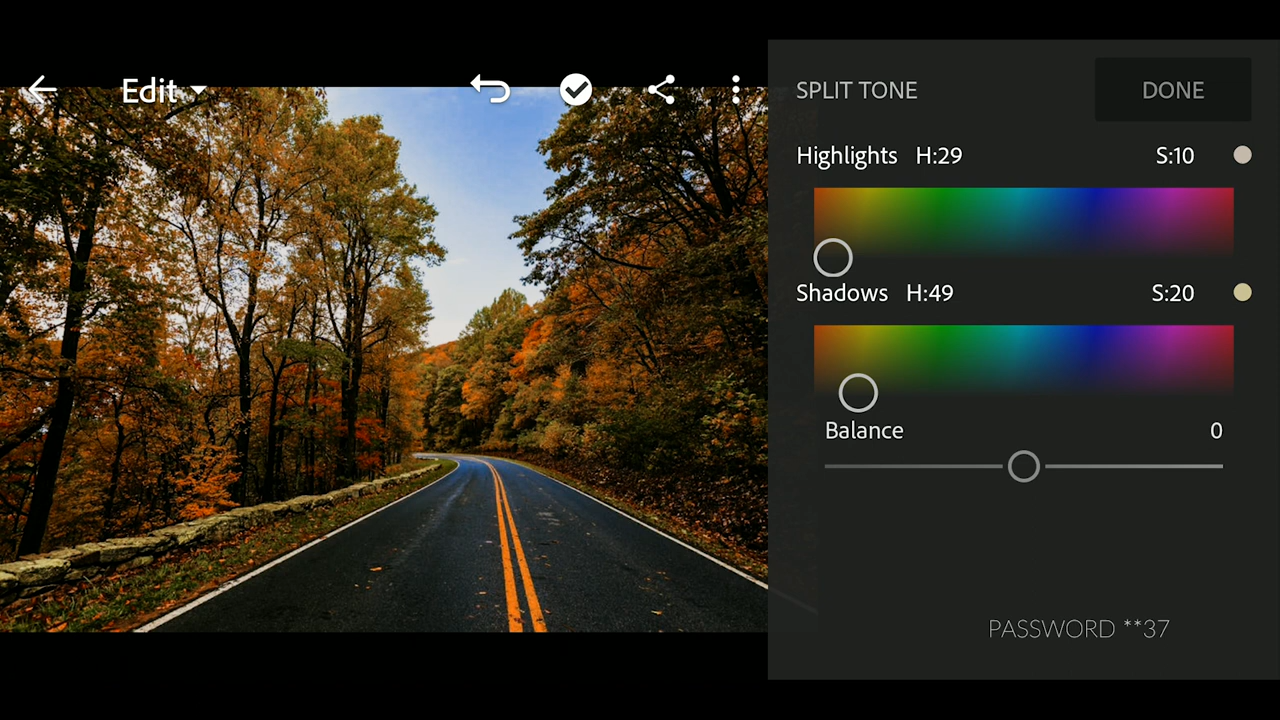 Edit
SPLIT TONE
DONE
Highlights H:29 S:10
Shadows H:49 S:20
Balance 0
PASSWORD **37